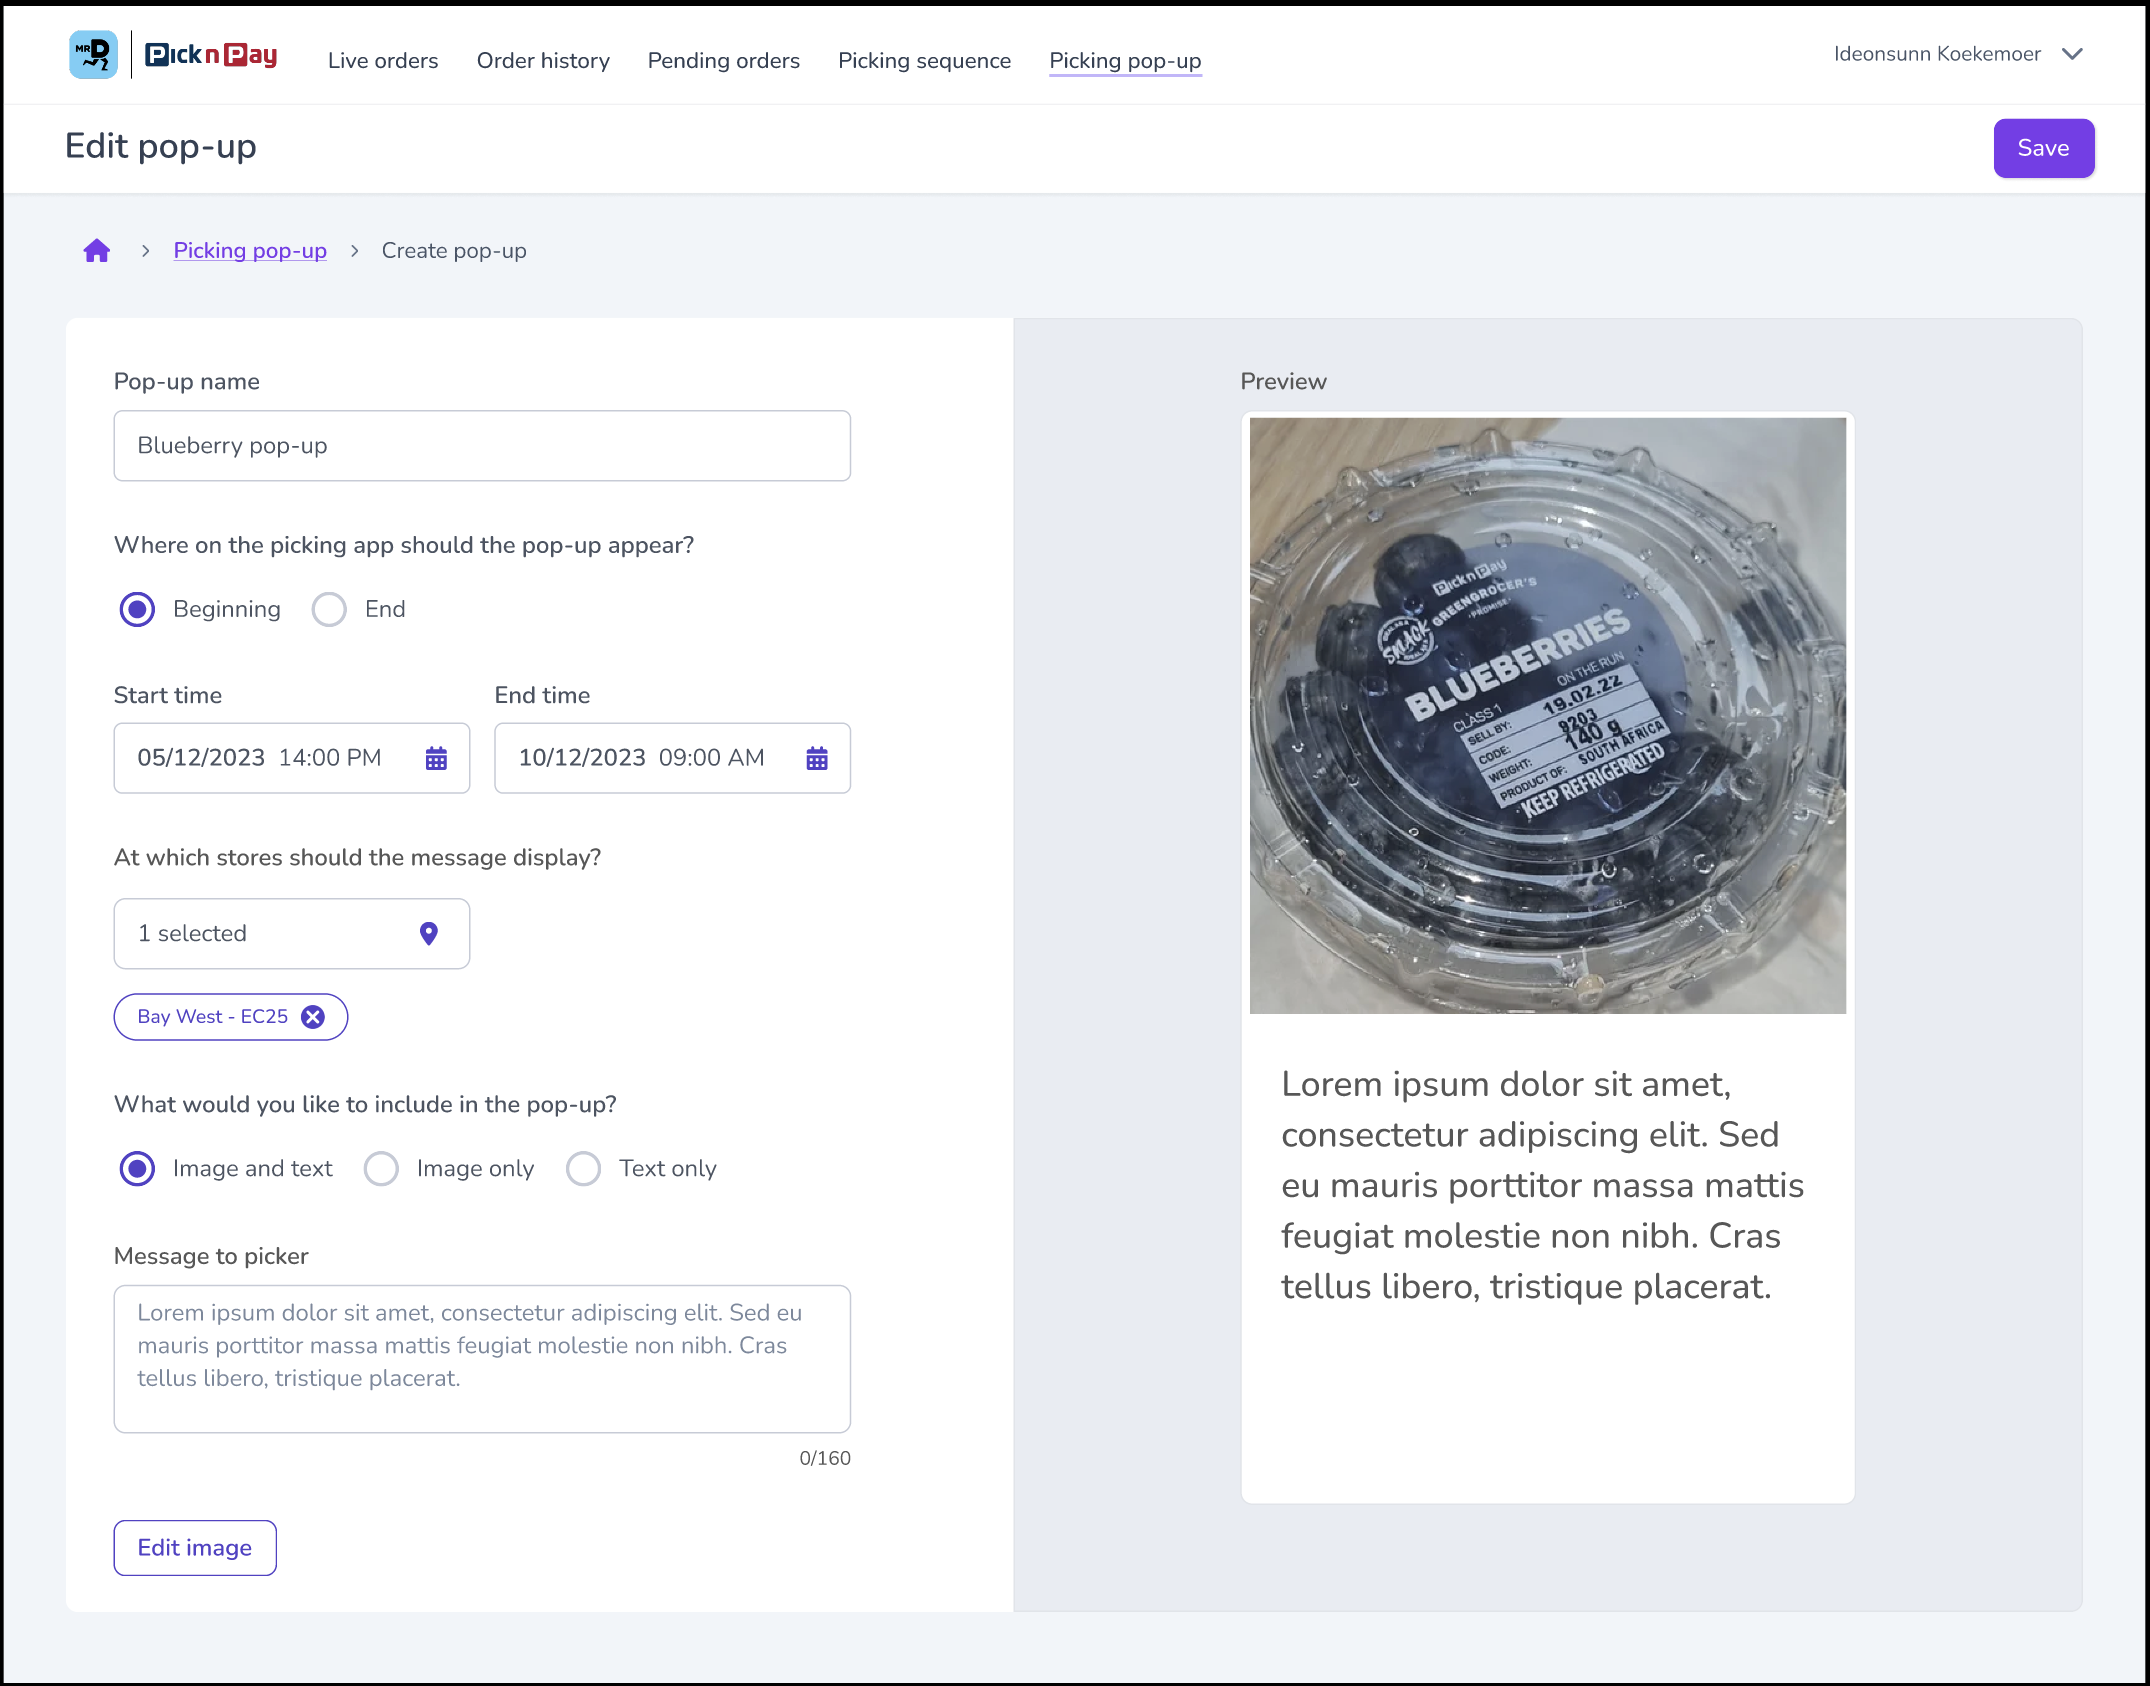 MR D
Pick n Pay
Live orders
Order history
Pending orders
Picking sequence
Picking pop-up
Ideonsunn Koekemoer
Edit pop-up
Save
Picking pop-up
Create pop-up
Pop-up name
Blueberry pop-up
Where on the picking app should the pop-up appear?
Beginning
End
Start time
End time
05/12/2023 14:00 PM
10/12/2023 09:00 AM
At which stores should the message display?
1 selected
Bay West - EC25
What would you like to include in the pop-up?
Image and text
Image only
Text only
Message to picker
Lorem ipsum dolor sit amet, consectetur adipiscing elit. Sed eu
mauris porttitor massa mattis feugiat molestie non nibh. Cras
tellus libero, tristique placerat.
0/160
Edit image
Preview
Pick n Pay
GREENGROCER'S
·PROMISE·
SNACK
BLUEBERRIES
ON THE RUN
CLASS 1
SELL BY: 19.02.22
CODE: 9203
WEIGHT: 140 g
PRODUCT OF: SOUTH AFRICA
KEEP REFRIGERATED
Lorem ipsum dolor sit amet,
consectetur adipiscing elit. Sed
eu mauris porttitor massa mattis
feugiat molestie non nibh. Cras
tellus libero, tristique placerat.